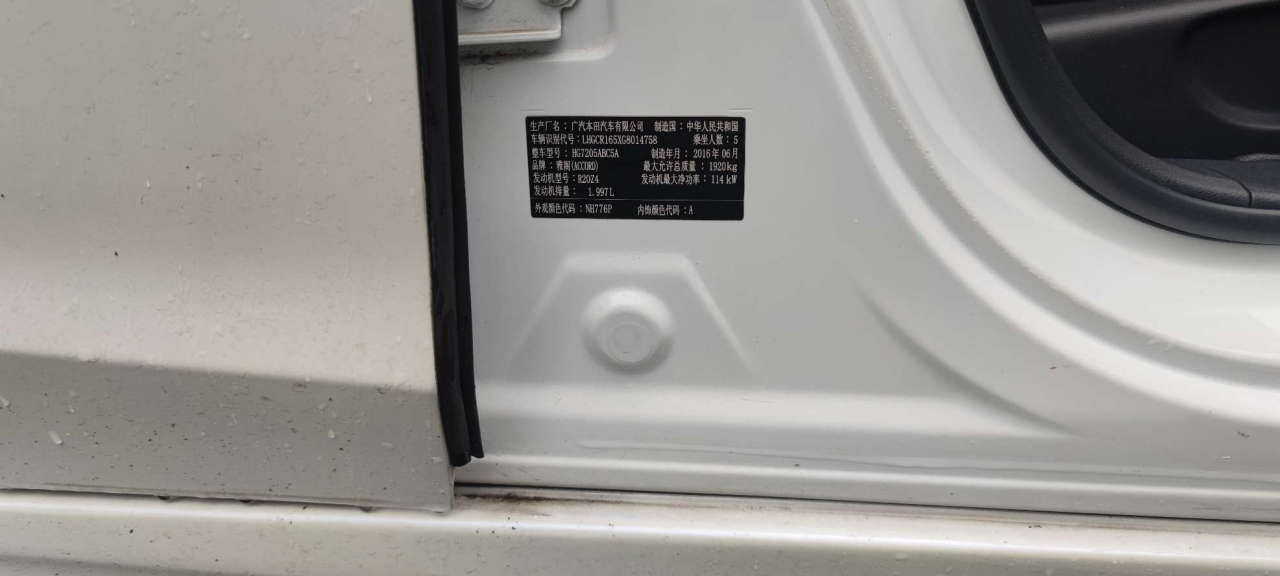 生产厂名：广汽本田汽车有限公司 制造国：中华人民共和国
车辆识别代号：LHGCR165XG8014758 乘坐人数：5
整车型号：HG7205ABC5A 制造年月：2016年06月
品牌：雅阁(ACCORD) 最大允许总质量：1920kg
发动机型号：R20Z4 发动机最大净功率：114kW
发动机排量：1.997L
外观颜色代码：NH776P 内饰颜色代码：A